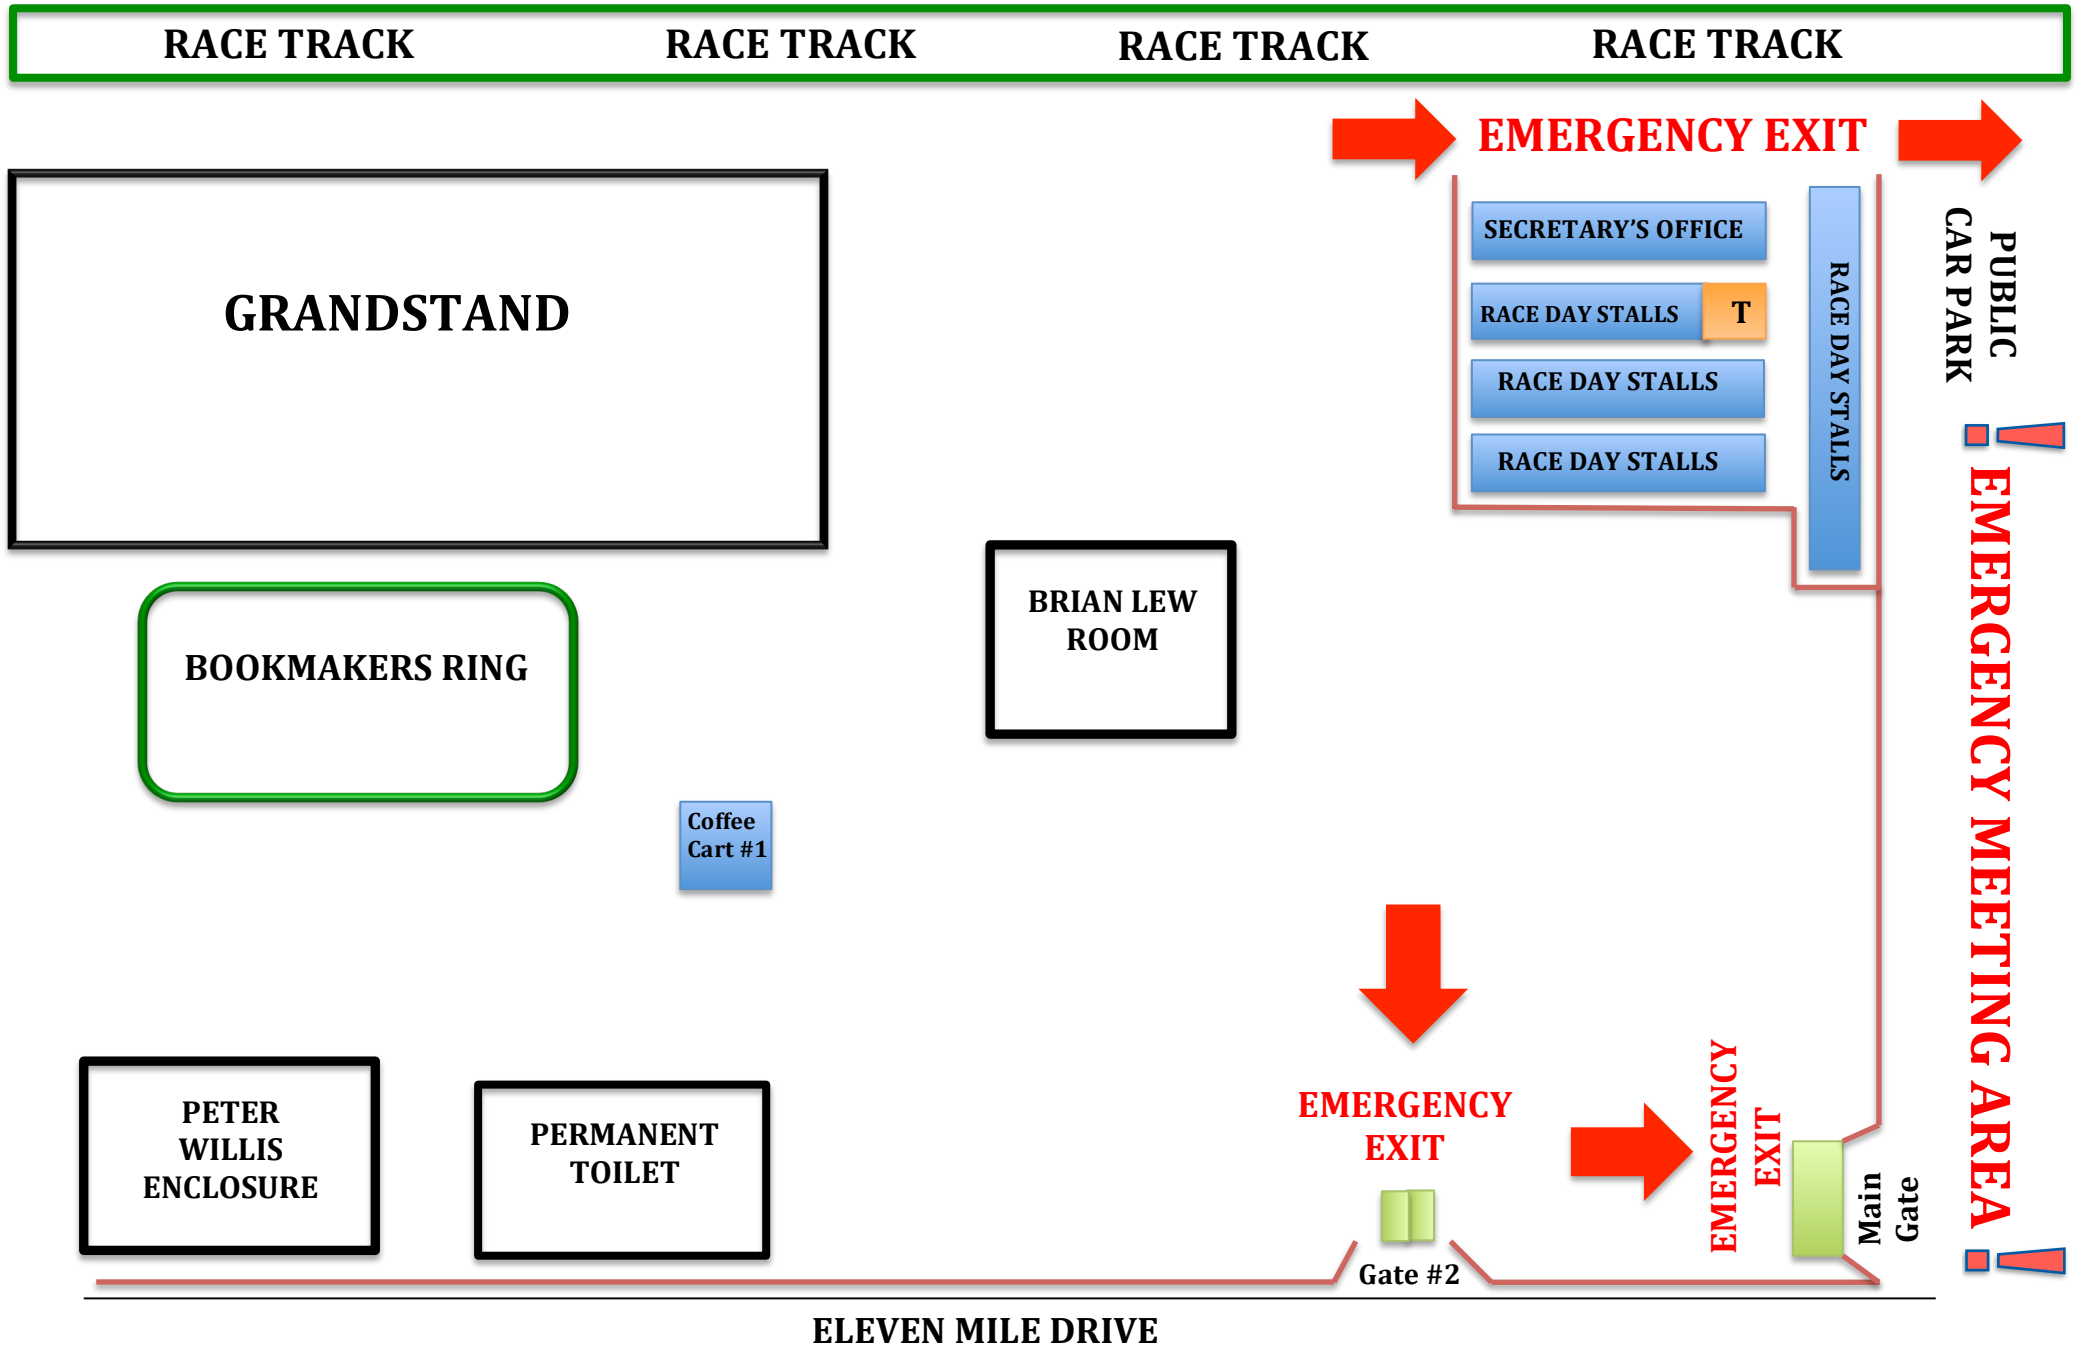 RACE TRACK RACE TRACK RACE TRACK RACE TRACK
EMERGENCY EXIT
GRANDSTAND
SECRETARY'S OFFICE
RACE DAY STALLS T
RACE DAY STALLS
RACE DAY STALLS
RACE DAY STALLS
PUBLIC
CAR PARK
! EMERGENCY MEETING AREA !
BRIAN LEW
ROOM
BOOKMAKERS RING
Coffee
Cart #1
PETER
WILLIS
ENCLOSURE
PERMANENT
TOILET
EMERGENCY
EXIT
EMERGENCY
EXIT
Main
Gate
Gate #2
ELEVEN MILE DRIVE